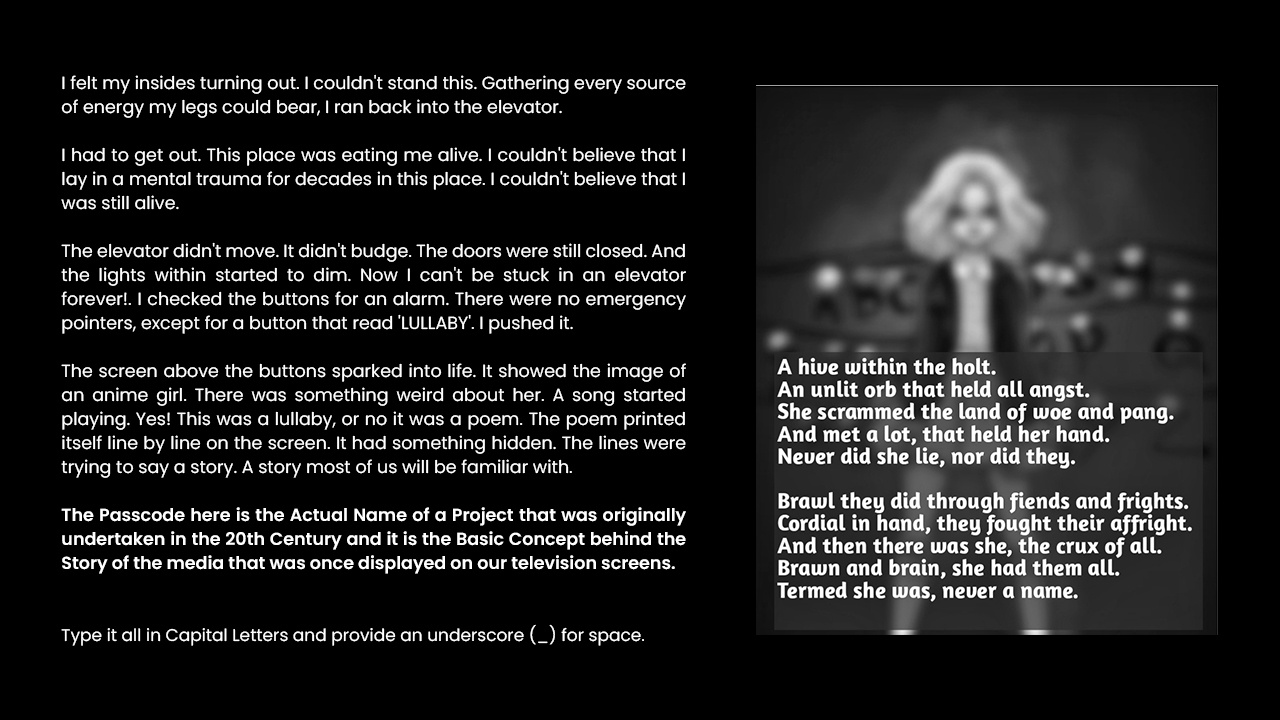 I felt my insides turning out. I couldn't stand this. Gathering every source
of energy my legs could bear, I ran back into the elevator.
I had to get out. This place was eating me alive. I couldn't believe that I
lay in a mental trauma for decades in this place. I couldn't believe that I
was still alive.
The elevator didn't move. It didn't budge. The doors were still closed. And
the lights within started to dim. Now I can't be stuck in an elevator
forever!. I checked the buttons for an alarm. There were no emergency
pointers, except for a button that read 'LULLABY'. I pushed it.
The screen above the buttons sparked into life. It showed the image of
an anime girl. There was something weird about her. A song started
playing. Yes! This was a lullaby, or no it was a poem. The poem printed
itself line by line on the screen. It had something hidden. The lines were
trying to say a story. A story most of us will be familiar with.
The Passcode here is the Actual Name of a Project that was originally
undertaken in the 20th Century and it is the Basic Concept behind the
Story of the media that was once displayed on our television screens.
Type it all in Capital Letters and provide an underscore (_) for space.
A B C
A hive within the holt.
An unlit orb that held all angst.
She scrammed the land of woe and pang.
And met a lot, that held her hand.
Never did she lie, nor did they.
Brawl they did through fiends and frights.
Cordial in hand, they fought their affright.
And then there was she, the crux of all.
Brawn and brain, she had them all.
Termed she was, never a name.